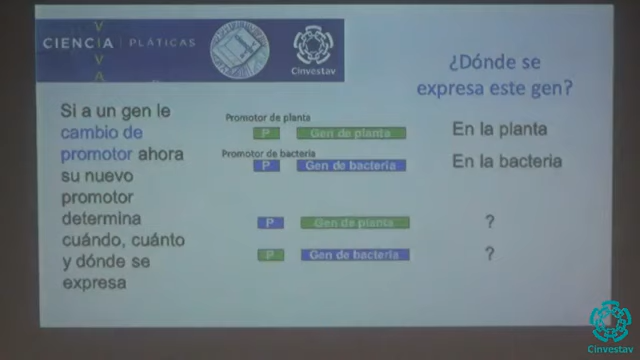 CIENCIA | PLÁTICAS
VIVA
Cinvestav
¿Dónde se
expresa este gen?
Si a un gen le
cambio de
promotor ahora
su nuevo
promotor
determina
cuándo, cuánto
y dónde se
expresa
Promotor de planta
P Gen de planta En la planta
Promotor de bacteria
P Gen de bacteria En la bacteria
P Gen de planta ?
P Gen de bacteria ?
Cinvestav